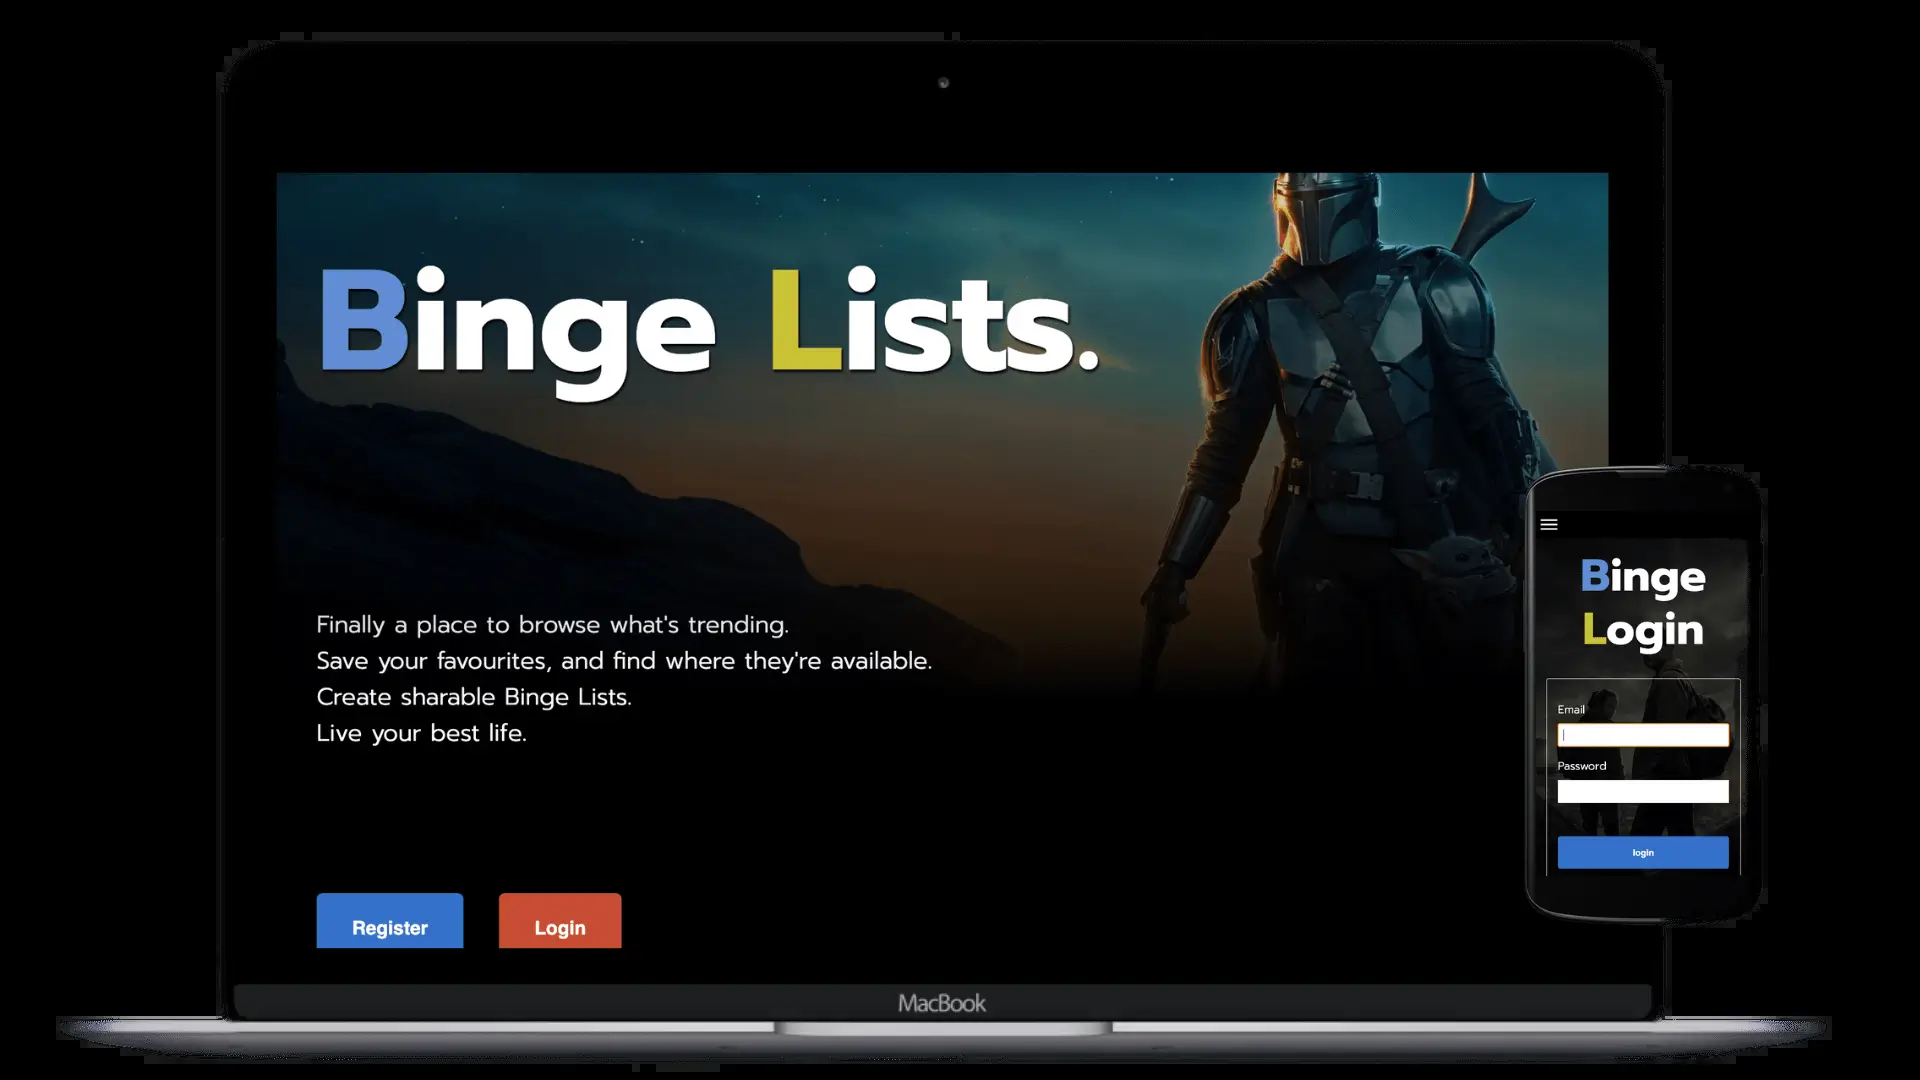 Binge Lists.
Finally a place to browse what's trending.
Save your favourites, and find where they're available.
Create sharable Binge Lists.
Live your best life.
Register
Login
MacBook
Binge
Login
Email
Password
login